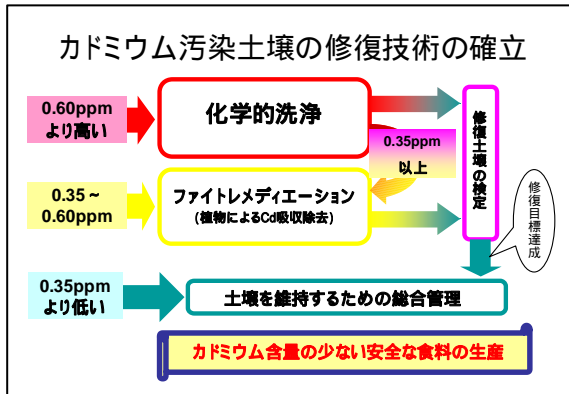 カドミウム汚染土壌の修復技術の確立
0.60ppm
より高い
化学的洗浄
0.35ppm
以上
修復土壌の検定
0.35～
0.60ppm
ファイトレメディエーション
(植物によるCd吸収除去)
修復目標達成
0.35ppm
より低い
土壌を維持するための総合管理
カドミウム含量の少ない安全な食料の生産